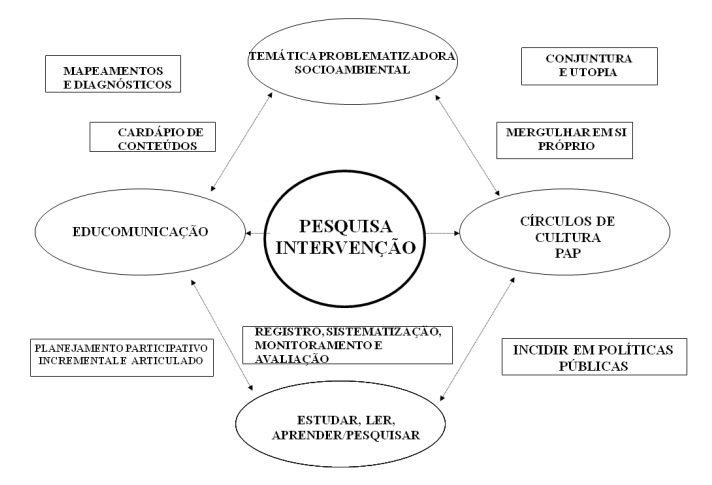 TEMÁTICA PROBLEMATIZADORA
SOCIOAMBIENTAL
MAPEAMENTOS
E DIAGNÓSTICOS
CONJUNTURA
E UTOPIA
CARDÁPIO DE
CONTEÚDOS
MERGULHAR EM SI
PRÓPRIO
EDUCOMUNICAÇÃO
PESQUISA
INTERVENÇÃO
CÍRCULOS DE
CULTURA
PAP
PLANEJAMENTO PARTICIPATIVO
INCREMENTAL E ARTICULADO
REGISTRO, SISTEMATIZAÇÃO,
MONITORAMENTO E
AVALIAÇÃO
INCIDIR EM POLÍTICAS
PÚBLICAS
ESTUDAR, LER,
APRENDER/PESQUISAR